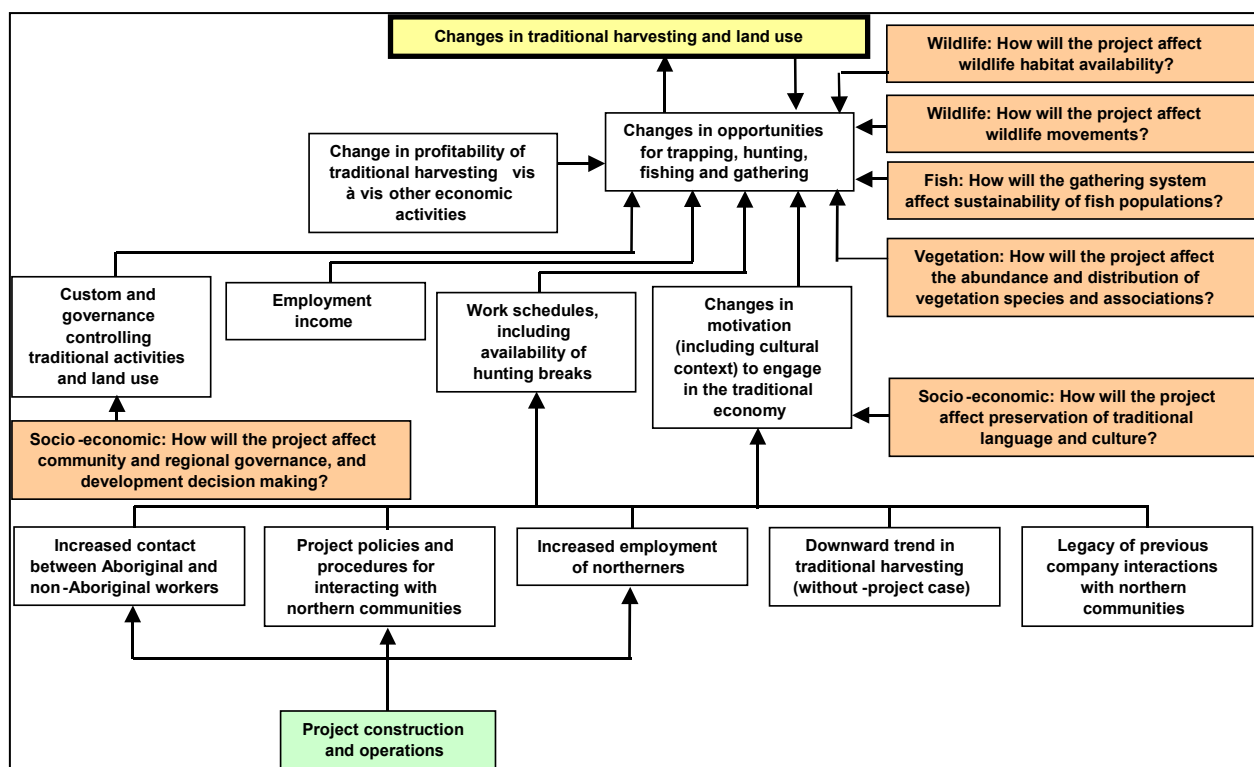 Changes in traditional harvesting and land use
Wildlife: How will the project affect
wildlife habitat availability?
Changes in opportunities
for trapping, hunting,
fishing and gathering
Wildlife: How will the project affect
wildlife movements?
Change in profitability of
traditional harvesting vis
à vis other economic
activities
Fish: How will the gathering system
affect sustainability of fish populations?
Vegetation: How will the project affect
the abundance and distribution of
vegetation species and associations?
Custom and
governance
controlling
traditional activities
and land use
Employment
income
Work schedules,
including
availability of
hunting breaks
Changes in
motivation
(including cultural
context) to engage
in the traditional
economy
Socio-economic: How will the project
affect preservation of traditional
language and culture?
Socio-economic: How will the project affect
community and regional governance, and
development decision making?
Increased contact
between Aboriginal and
non-Aboriginal workers
Project policies and
procedures for
interacting with
northern communities
Increased employment
of northerners
Downward trend in
traditional harvesting
(without -project case)
Legacy of previous
company interactions
with northern
communities
Project construction
and operations